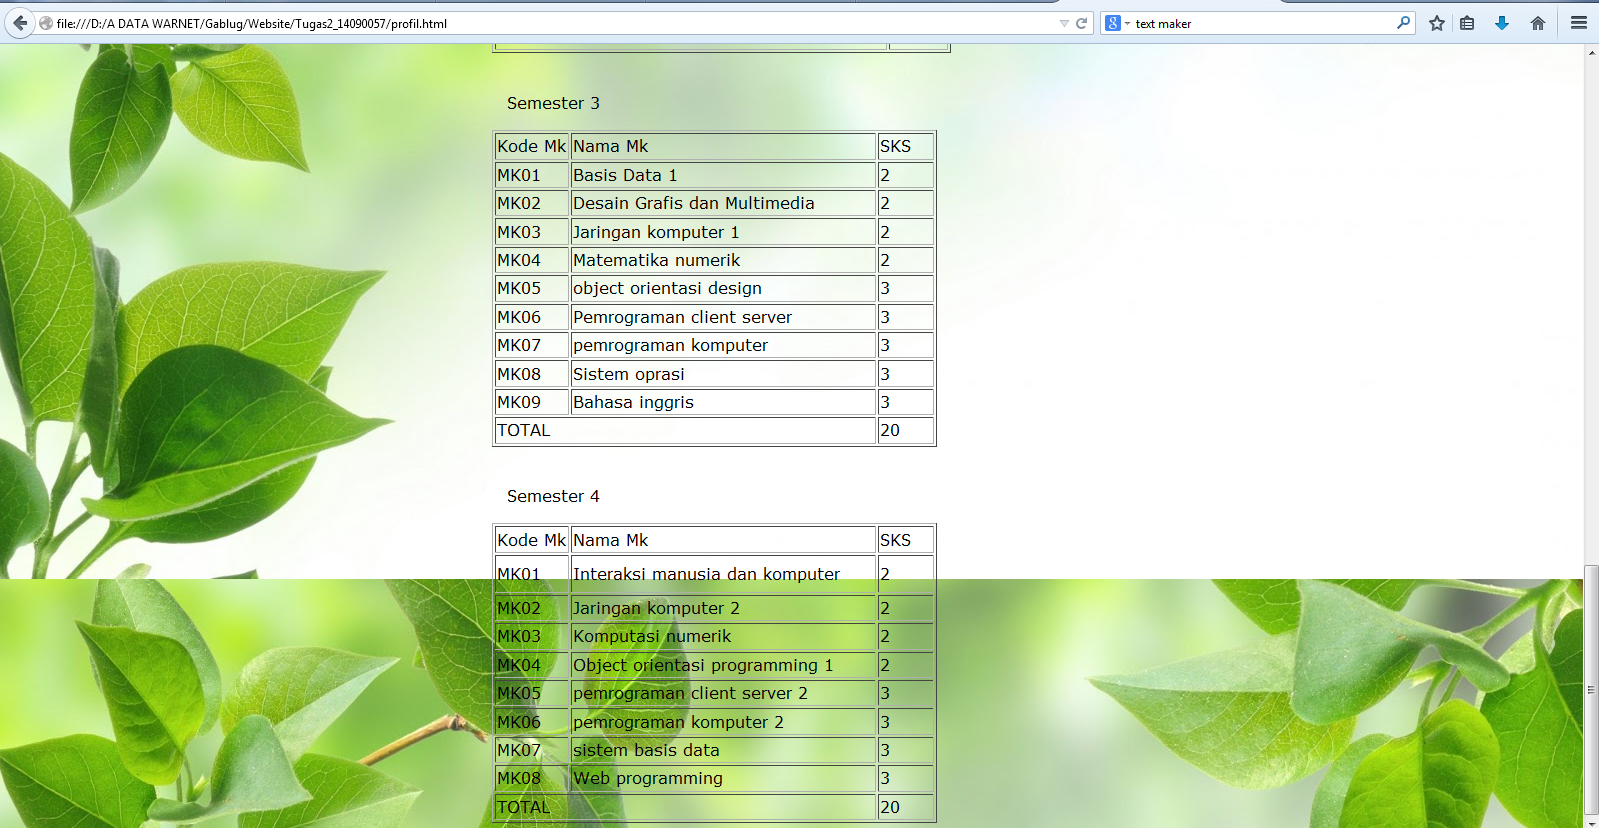 file:///D:/A DATA WARNET/Gablug/Website/Tugas2_14090057/profil.html
text maker
Semester 3
Kode Mk Nama Mk SKS
MK01 Basis Data 1 2
MK02 Desain Grafis dan Multimedia 2
MK03 Jaringan komputer 1 2
MK04 Matematika numerik 2
MK05 object orientasi design 3
MK06 Pemrograman client server 3
MK07 pemrograman komputer 3
MK08 Sistem oprasi 3
MK09 Bahasa inggris 3
TOTAL 20
Semester 4
Kode Mk Nama Mk SKS
MK01 Interaksi manusia dan komputer 2
MK02 Jaringan komputer 2 2
MK03 Komputasi numerik 2
MK04 Object orientasi programming 1 2
MK05 pemrograman client server 2 3
MK06 pemrograman komputer 2 3
MK07 sistem basis data 3
MK08 Web programming 3
TOTAL 20